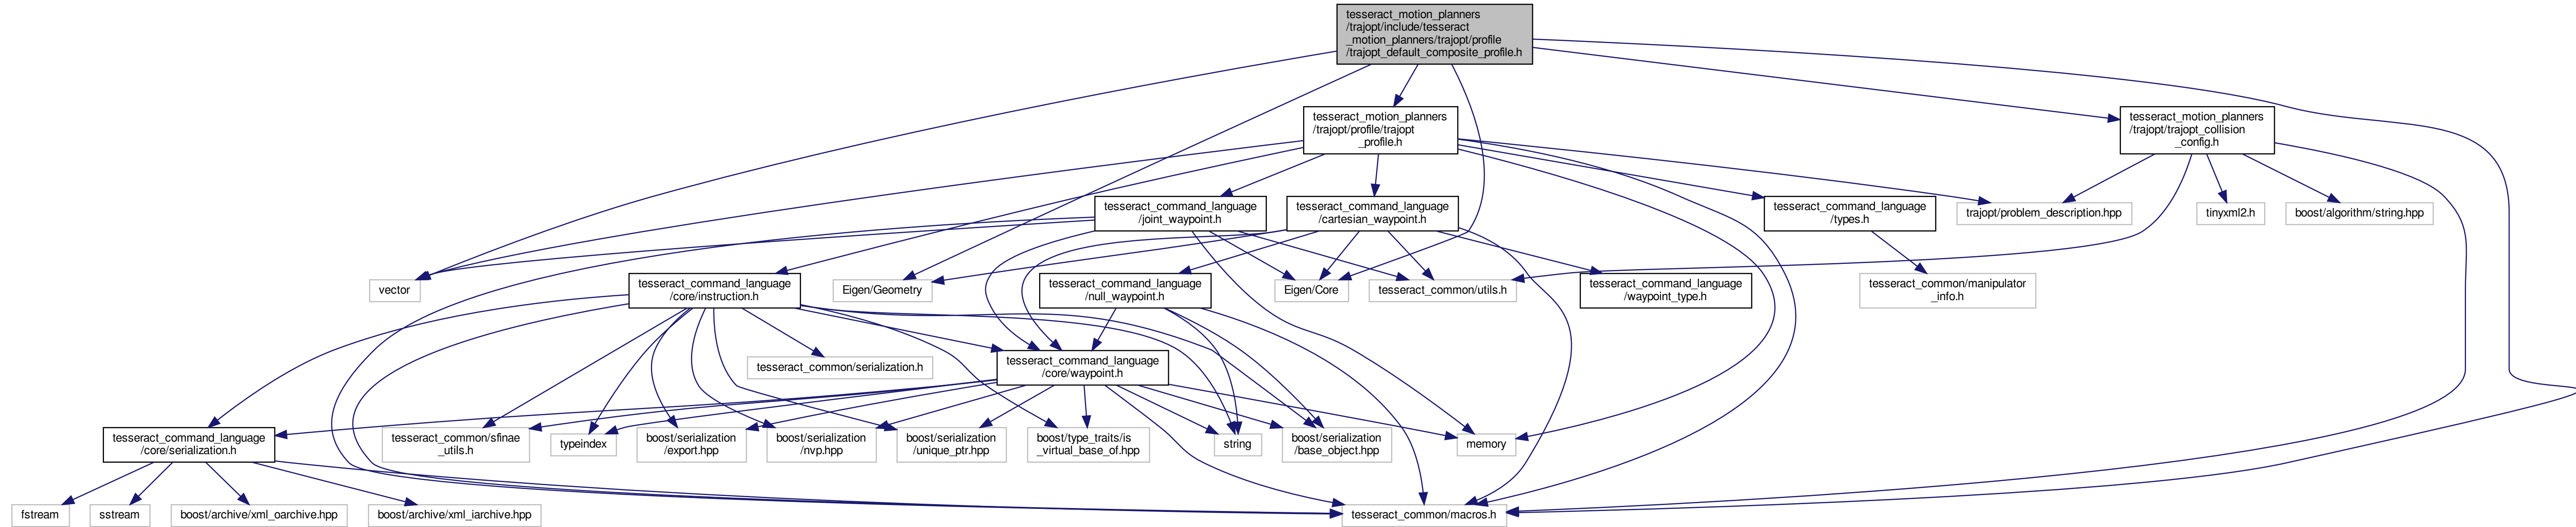 tesseract_motion_planners
/trajopt/include/tesseract
_motion_planners/trajopt/profile
/trajopt_default_composite_profile.h
tesseract_motion_planners
/trajopt/profile/trajopt
_profile.h
tesseract_motion_planners
/trajopt/trajopt_collision
_config.h
tesseract_command_language
/joint_waypoint.h
tesseract_command_language
/cartesian_waypoint.h
tesseract_command_language
/types.h
trajopt/problem_description.hpp
tinyxml2.h
boost/algorithm/string.hpp
vector
tesseract_command_language
/core/instruction.h
Eigen/Geometry
tesseract_command_language
/null_waypoint.h
Eigen/Core
tesseract_common/utils.h
tesseract_command_language
/waypoint_type.h
tesseract_common/manipulator
_info.h
tesseract_common/serialization.h
tesseract_command_language
/core/waypoint.h
tesseract_command_language
/core/serialization.h
tesseract_common/sfinae
_utils.h
typeindex
boost/serialization
/export.hpp
boost/serialization
/nvp.hpp
boost/serialization
/unique_ptr.hpp
boost/type_traits/is
_virtual_base_of.hpp
string
boost/serialization
/base_object.hpp
memory
fstream
sstream
boost/archive/xml_oarchive.hpp
boost/archive/xml_iarchive.hpp
tesseract_common/macros.h